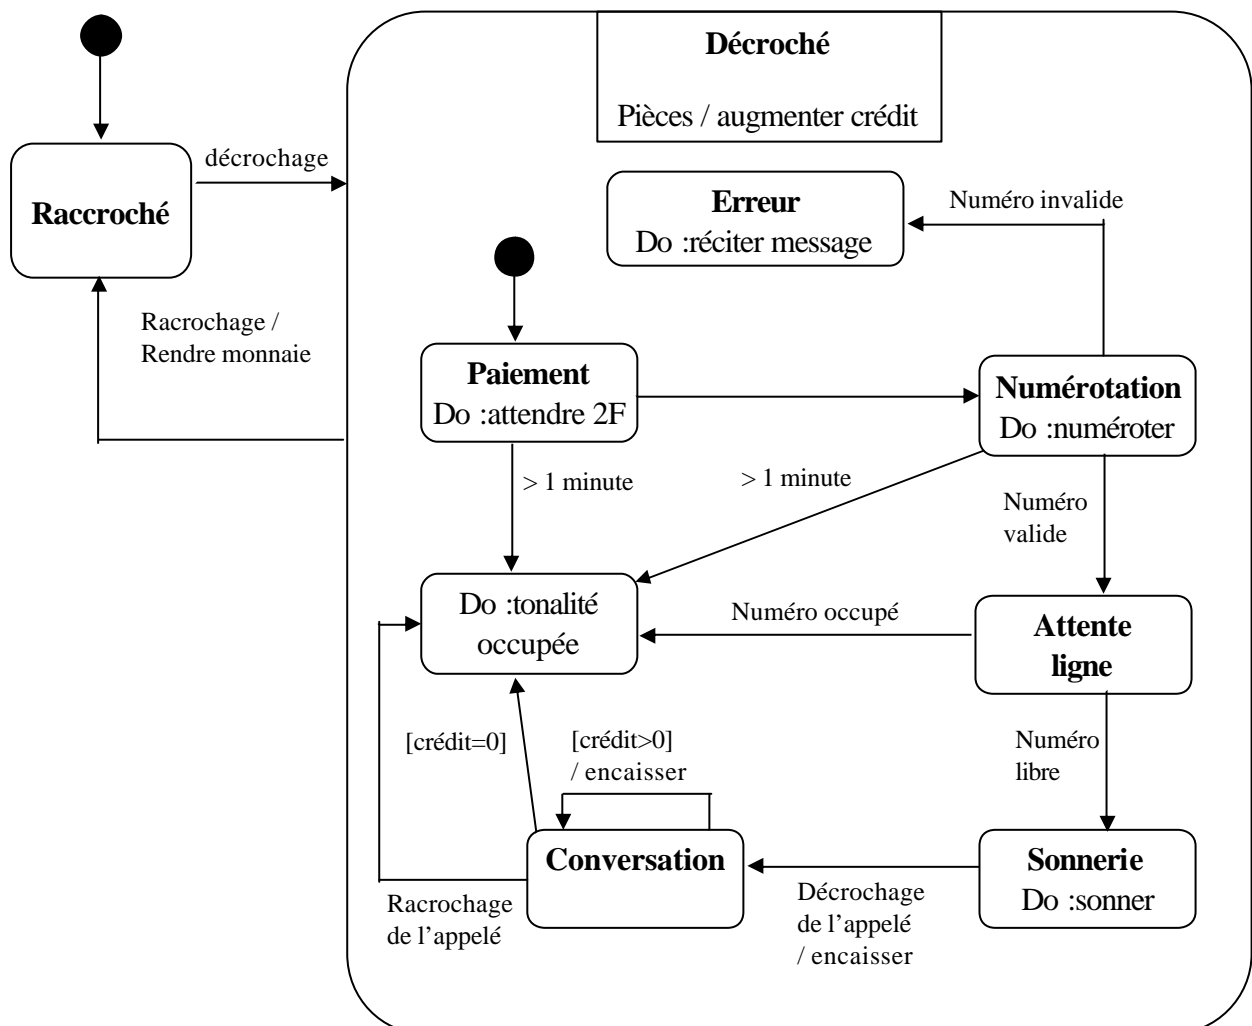 Décroché
Pièces / augmenter crédit
décrochage
Raccroché
Erreur
Do :réciter message
Numéro invalide
Racrochage /
Rendre monnaie
Paiement
Do :attendre 2F
Numérotation
Do :numéroter
> 1 minute
> 1 minute
Numéro
valide
Do :tonalité
occupée
Numéro occupé
Attente
ligne
[crédit=0]
[crédit>0]
/ encaisser
Numéro
libre
Conversation
Sonnerie
Do :sonner
Racrochage
de l’appelé
Décrochage
de l’appelé
/ encaisser